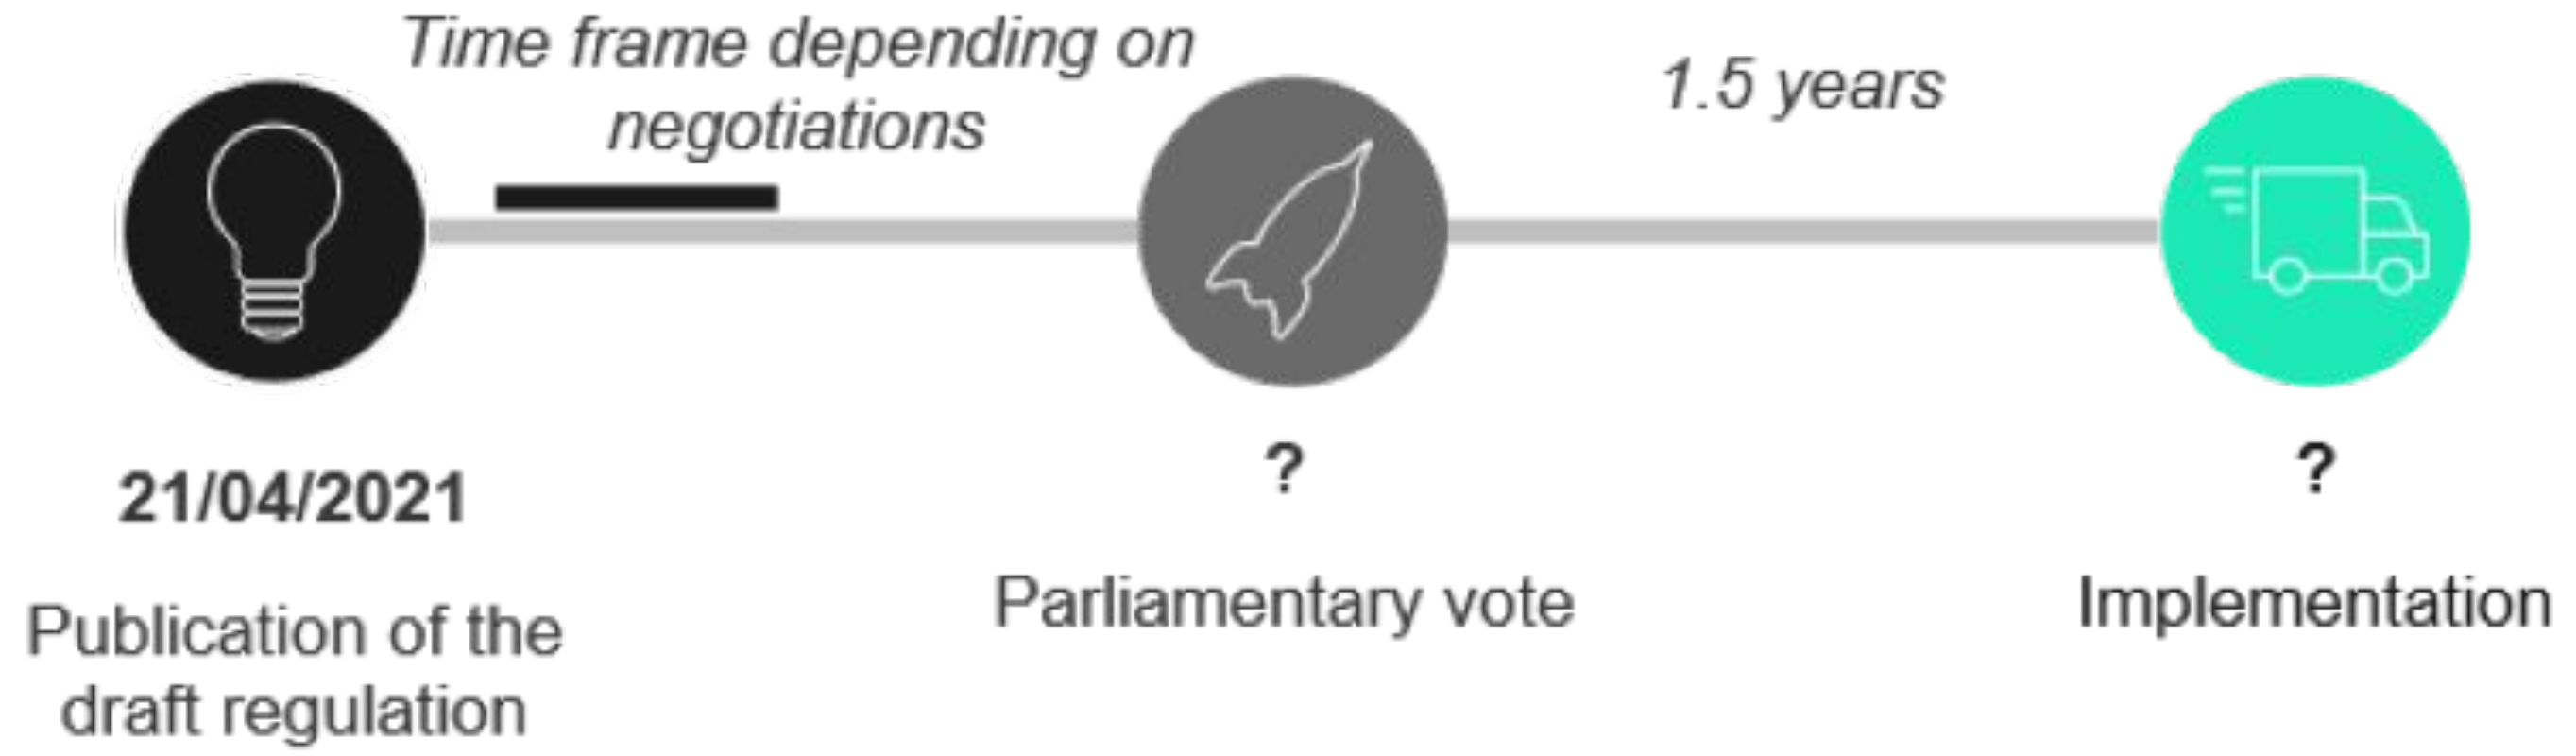 Time frame depending on
negotiations
1.5 years
21/04/2021
Publication of the
draft regulation
?
Parliamentary vote
?
Implementation